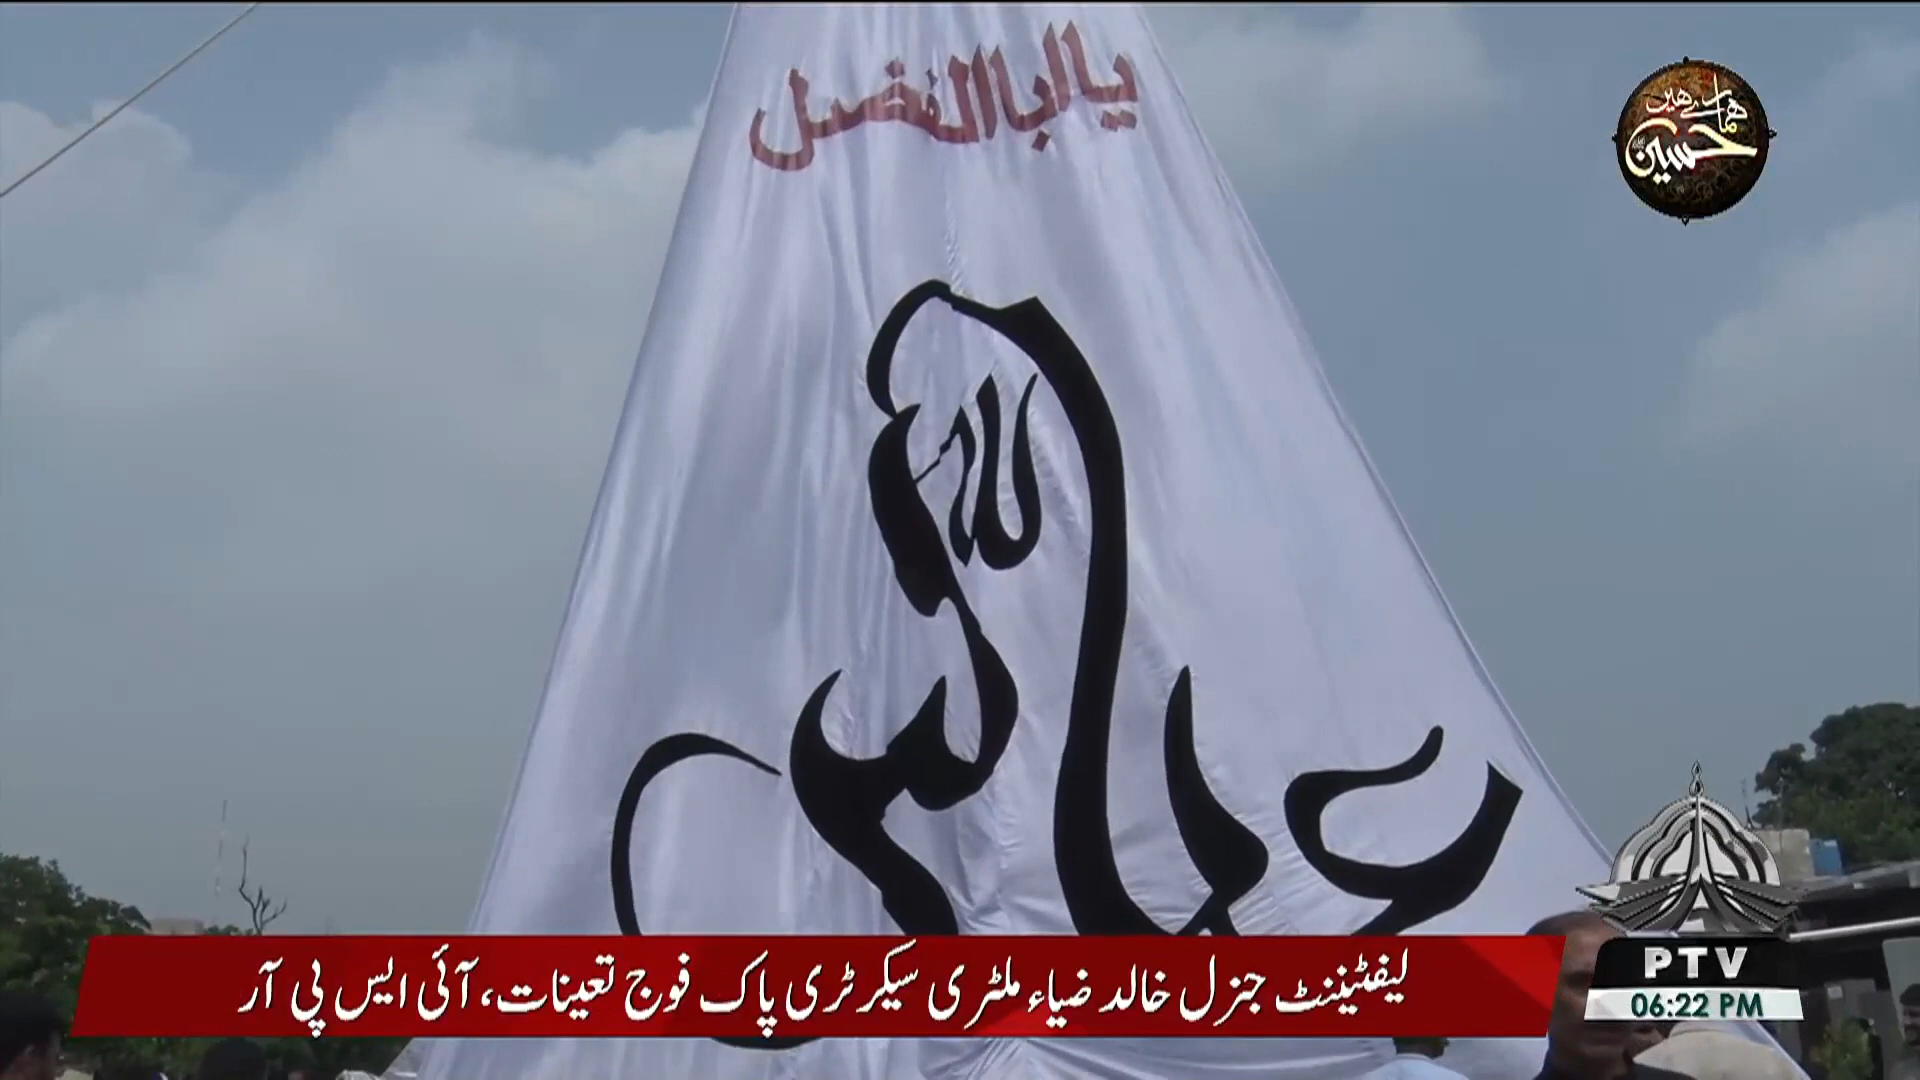 یا ابا الفضل
ہمارے ہیں
حسین
عباس
لیفٹیننٹ جنرل خالد ضیاء ملٹری سیکرٹری پاک فوج تعینات، آئی ایس پی آر
PTV
06:22 PM